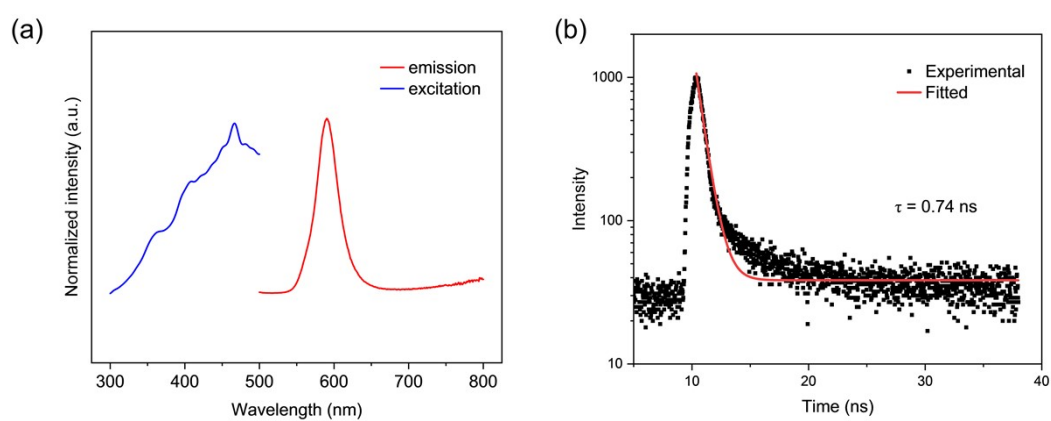 (a)
Normalized intensity (a.u.)
emission
excitation
300 400 500 600 700 800
Wavelength (nm)
(b)
Intensity
1000
100
10
Experimental
Fitted
τ = 0.74 ns
10 20 30 40
Time (ns)